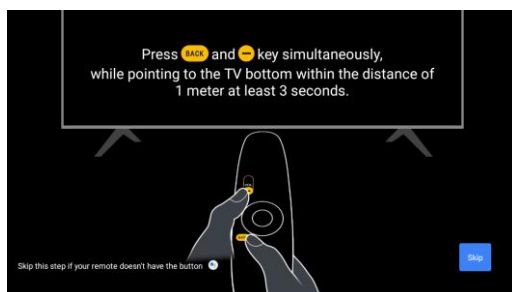 Press BACK and − key simultaneously,
while pointing to the TV bottom within the distance of
1 meter at least 3 seconds.
BACK
Skip this step if your remote doesn't have the button
Skip